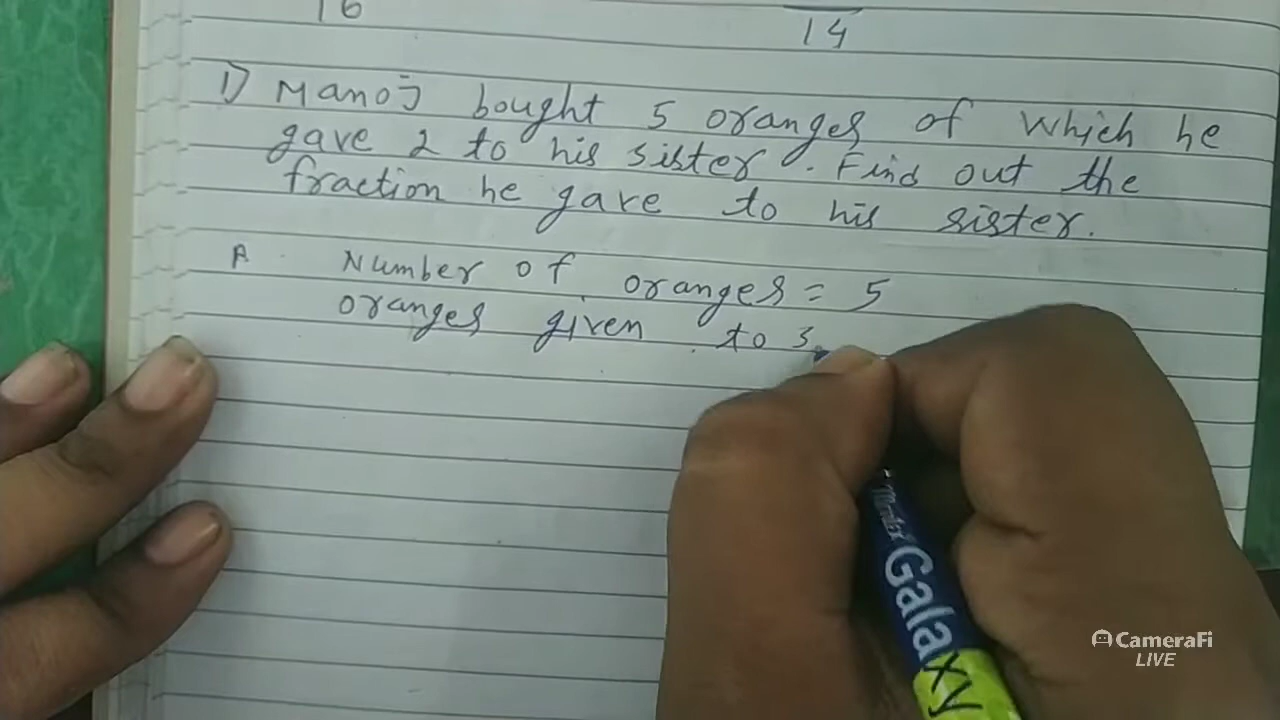 16
14
1) Manoj bought 5 oranges of which he
gave 2 to his sister. Find out the
fraction he gave to his sister.
A. Number of oranges = 5
oranges given to s
Galaxy
CameraFi
LIVE